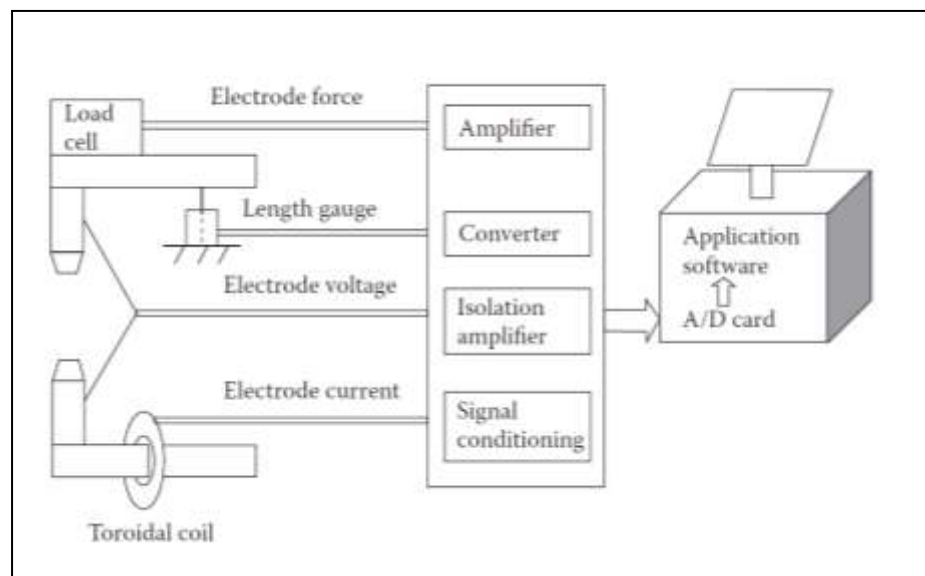 Electrode force
Load
cell
Amplifier
Length gauge
Converter
Application
software
A/D card
Electrode voltage
Isolation
amplifier
Electrode current
Signal
conditioning
Toroidal coil